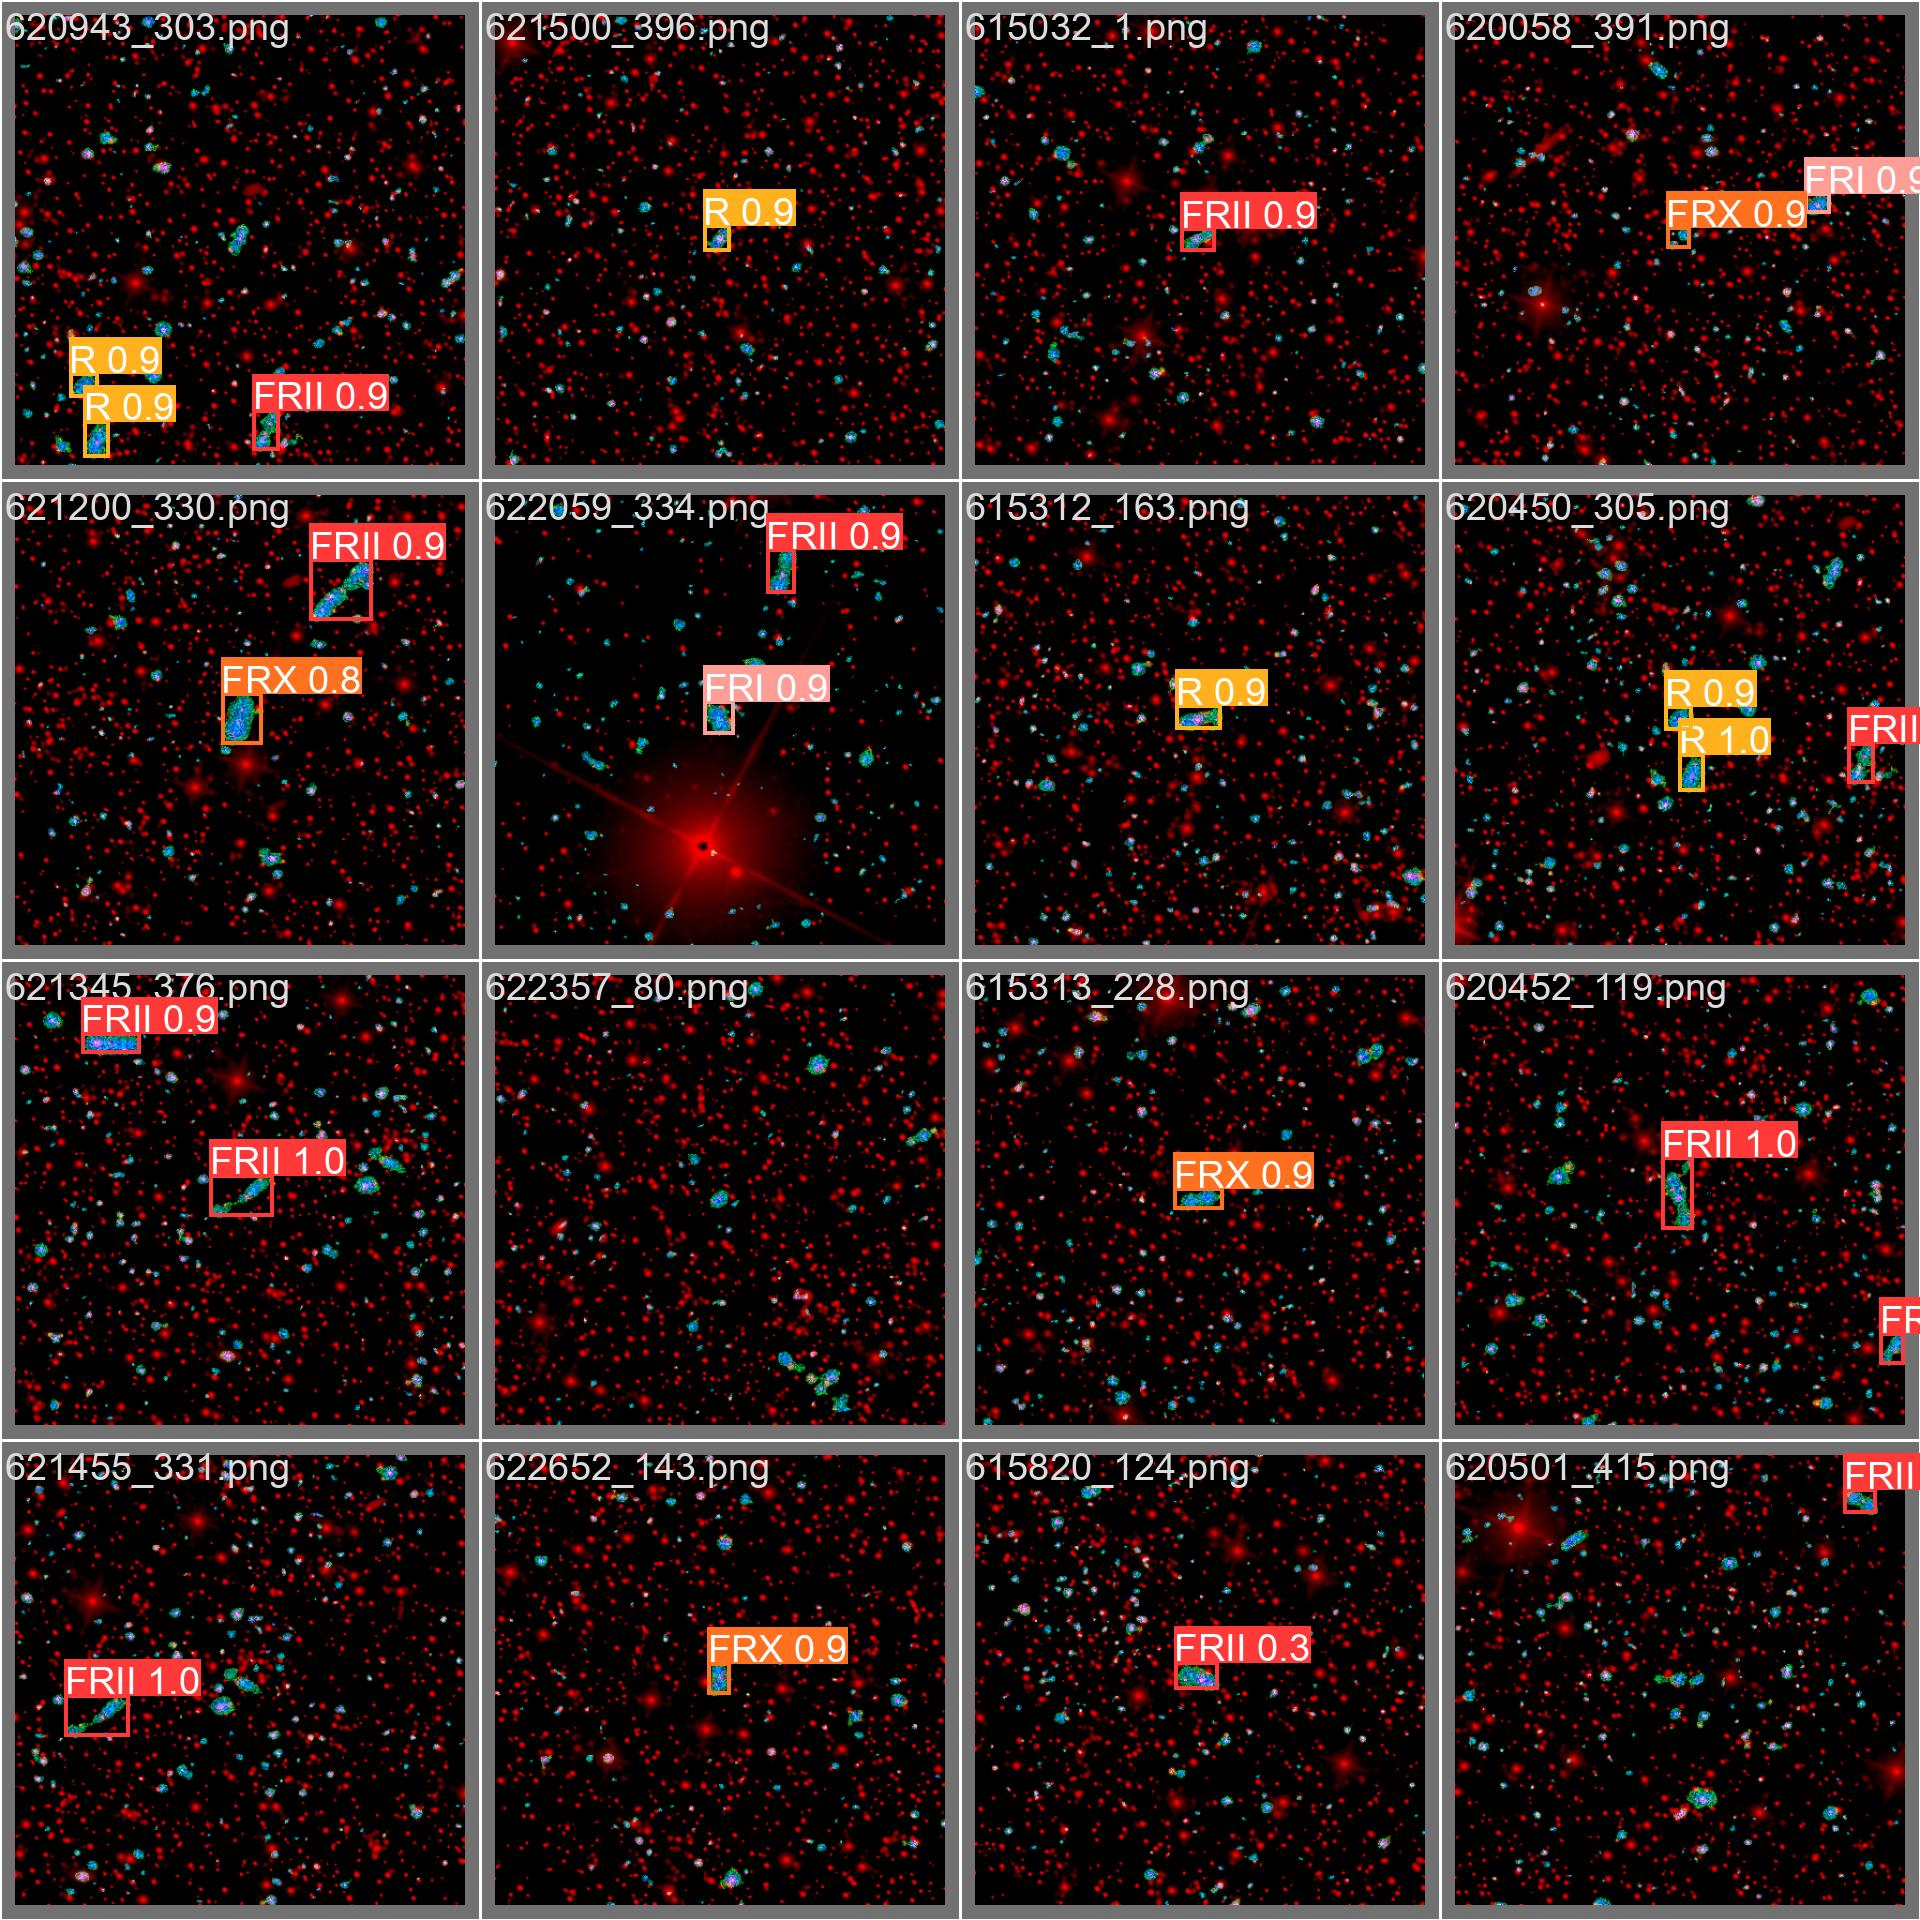 620943_303.png
R 0.9
R 0.9
FRII 0.9
621500_396.png
R 0.9
615032_1.png
FRII 0.9
620058_391.png
FRI 0.9
FRX 0.9
621200_330.png
FRII 0.9
FRX 0.8
622059_334.png
FRII 0.9
FRI 0.9
615312_163.png
R 0.9
620450_305.png
R 0.9
R 1.0
FRII
621345_376.png
FRII 0.9
FRII 1.0
622357_80.png
615313_228.png
FRX 0.9
620452_119.png
FRII 1.0
FR
621455_331.png
FRII 1.0
622652_143.png
FRX 0.9
615820_124.png
FRII 0.3
620501_415.png
FRII